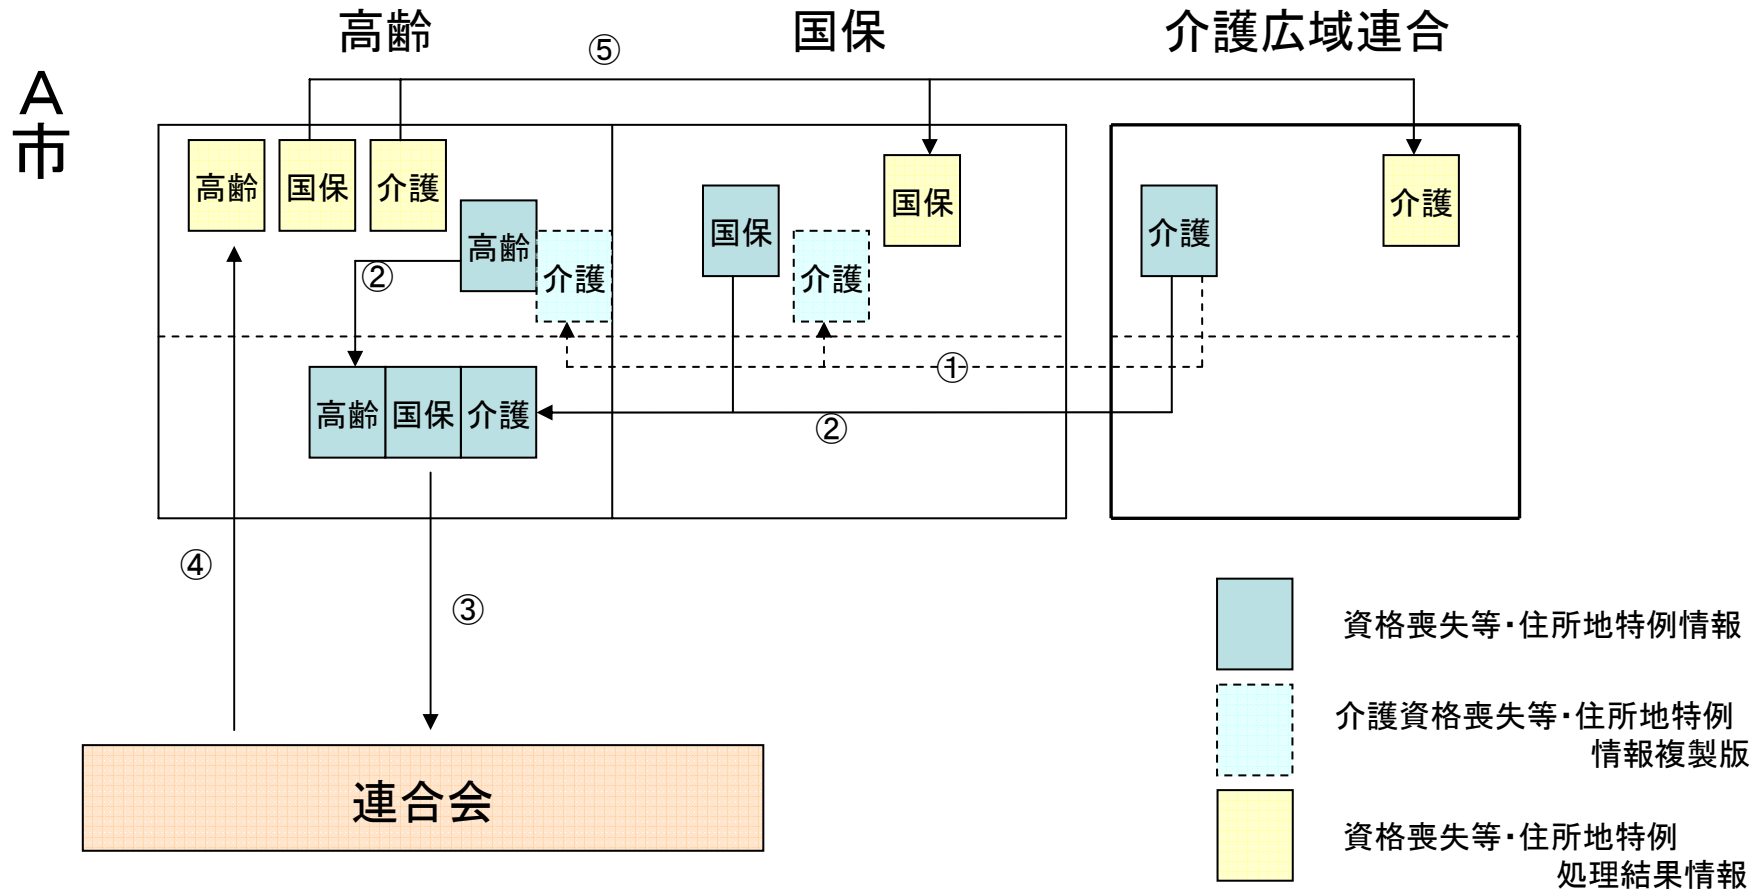 高齢
国保
介護広域連合
⑤
A市
高齢
国保
介護
高齢
介護
国保
介護
国保
介護
介護
②
①
高齢
国保
介護
②
④
③
連合会
資格喪失等・住所地特例情報
介護資格喪失等・住所地特例
情報複製版
資格喪失等・住所地特例
処理結果情報